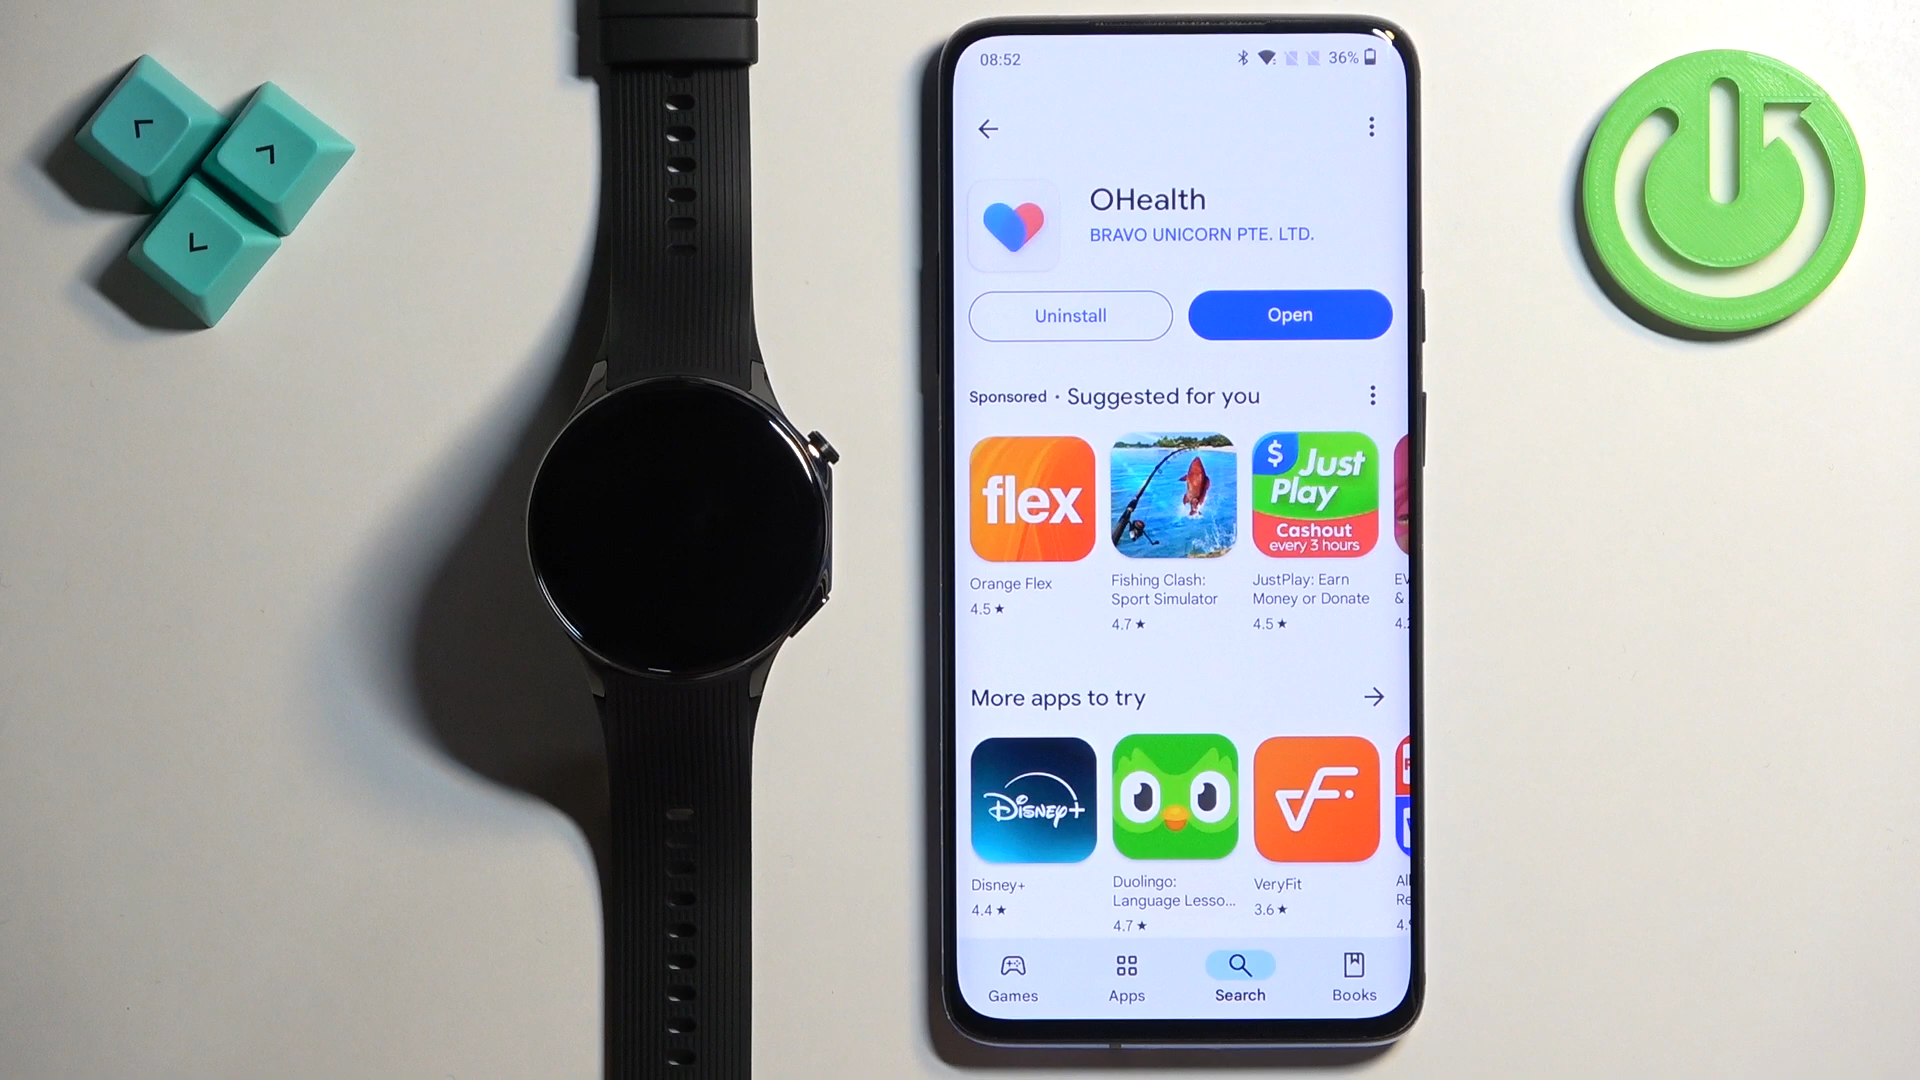 08:52
36%
OHealth
BRAVO UNICORN PTE. LTD.
Uninstall
Open
Sponsored • Suggested for you
flex
$ Just
Play
Cashout
every 3 hours
Orange Flex
4.5★
Fishing Clash:
Sport Simulator
4.7★
JustPlay: Earn
Money or Donate
4.5★
&
More apps to try
Disney+
Disney+
4.4★
Duolingo:
Language Lesso...
4.7★
VeryFit
3.6★
Games
Apps
Search
Books